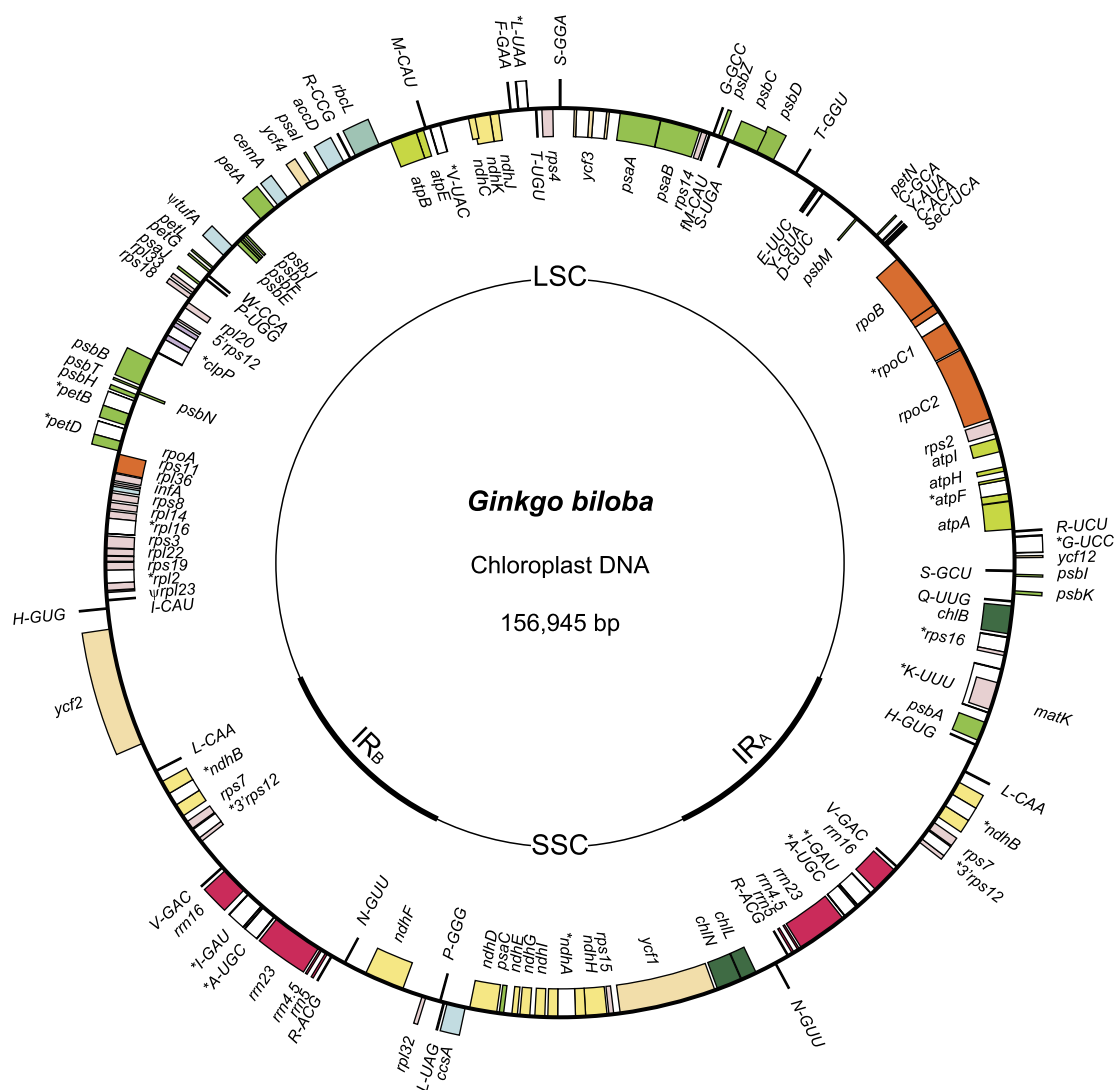 LSC
Ginkgo biloba
Chloroplast DNA
156,945 bp
IRB
IRA
SSC
*L-UAA
F-GAA
S-GGA
G-GCC
psbZ
psbC
psbD
T-GGU
petN
C-GCA
Y-AUA
C-ACA
SeC-UCA
R-UCU
*G-UCC
ycf12
psbI
psbK
matK
L-CAA
*ndhB
rps7
*3'rps12
N-GUU
L-UAG
ccsA
rpl32
R-ACG
rrn5
rrn4.5
rrn23
*A-UGC
*I-GAU
rrn16
V-GAC
ycf2
H-GUG
*petD
*petB
psbH
psbT
psbB
rps18
rpl33
psaJ
petG
petL
ψtufA
petA
cemA
ycf4
psaI
accD
R-CCG
rbcL
M-CAU
atpB
atpE
*V-UAC
ndhC
ndhK
ndhJ
T-UGU
rps4
ycf3
psaA
psaB
rps14
fM-CAU
S-UGA
E-UUC
Y-GUA
D-GUC
psbM
rpoB
*rpoC1
rpoC2
rps2
atpI
atpH
*atpF
atpA
S-GCU
Q-UUG
chlB
*rps16
*K-UUU
psbA
H-GUG
V-GAC
rrn16
*I-GAU
*A-UGC
rrn23
rrn4.5
rrn5
R-ACG
chlL
chlN
ycf1
rps15
ndhH
ndhA*
ndhI
ndhG
ndhE
psaC
ndhD
P-GGG
ndhF
N-GUU
*3'rps12
rps7
*ndhB
L-CAA
I-CAU
ψrpl23
*rpl2
rps19
rpl22
rps3
*rpl16
rpl14
rps8
infA
rpl36
rps11
rpoA
psbN
*clpP
5'rps12
rpl20
P-UGG
W-CCA
psbE
psbF
psbL
psbJ